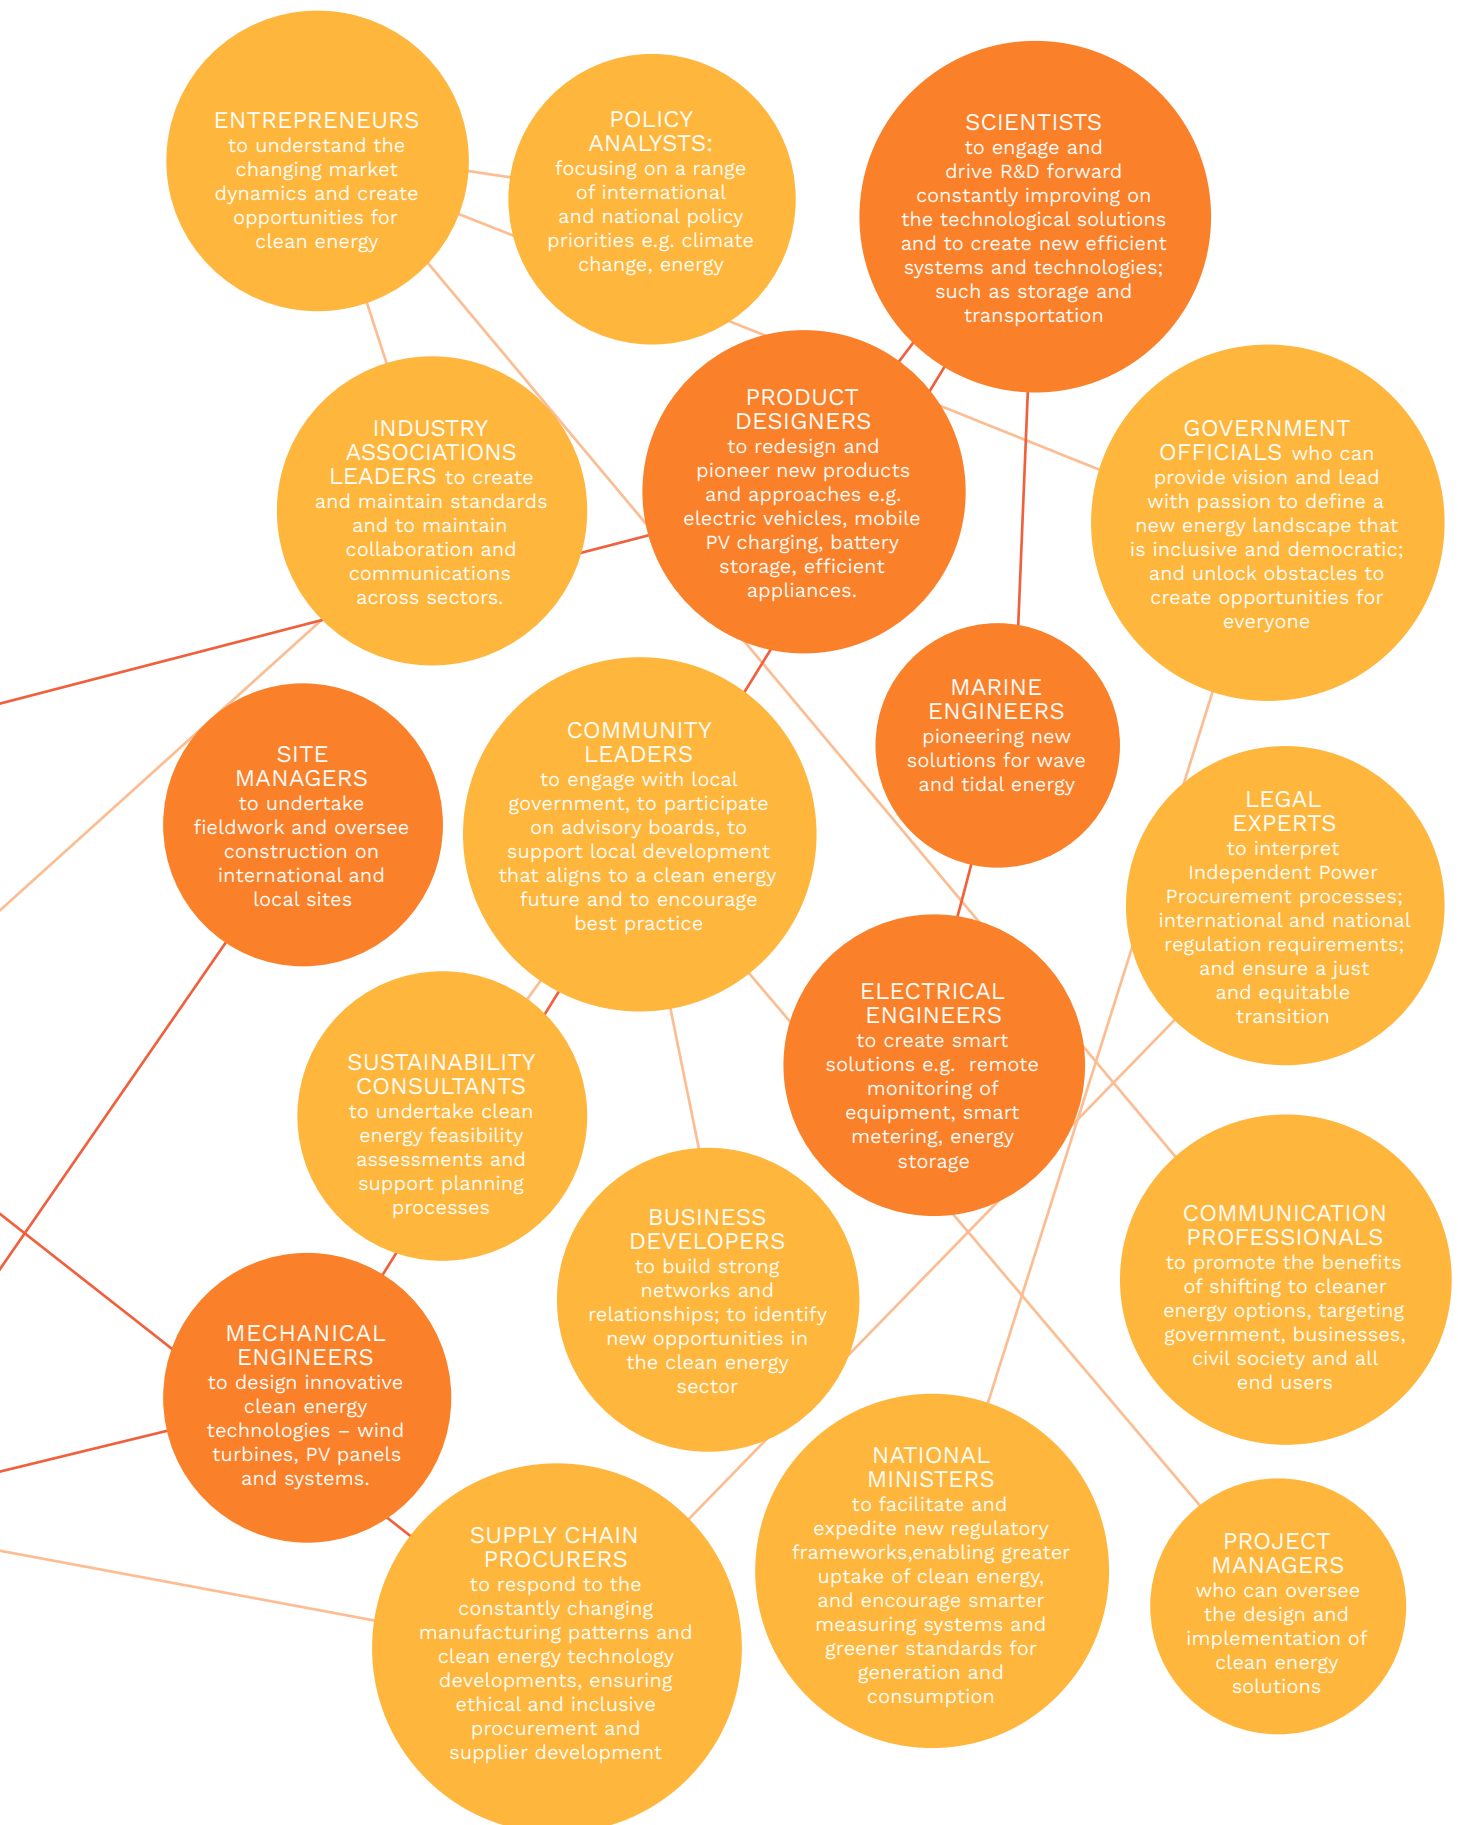 ENTREPRENEURS
to understand the
changing market
dynamics and create
opportunities for
clean energy
POLICY
ANALYSTS:
focusing on a range
of international
and national policy
priorities e.g. climate
change, energy
SCIENTISTS
to engage and
drive R&D forward
constantly improving on
the technological solutions
and to create new efficient
systems and technologies;
such as storage and
transportation
INDUSTRY
ASSOCIATIONS
LEADERS to create
and maintain standards
and to maintain
collaboration and
communications
across sectors.
PRODUCT
DESIGNERS
to redesign and
pioneer new products
and approaches e.g.
electric vehicles, mobile
PV charging, battery
storage, efficient
appliances.
GOVERNMENT
OFFICIALS who can
provide vision and lead
with passion to define a
new energy landscape that
is inclusive and democratic;
and unlock obstacles to
create opportunities for
everyone
SITE
MANAGERS
to undertake
fieldwork and oversee
construction on
international and
local sites
COMMUNITY
LEADERS
to engage with local
government, to participate
on advisory boards, to
support local development
that aligns to a clean energy
future and to encourage
best practice
MARINE
ENGINEERS
pioneering new
solutions for wave
and tidal energy
LEGAL
EXPERTS
to interpret
Independent Power
Procurement processes;
international and national
regulation requirements;
and ensure a just
and equitable
transition
SUSTAINABILITY
CONSULTANTS
to undertake clean
energy feasibility
assessments and
support planning
processes
ELECTRICAL
ENGINEERS
to create smart
solutions e.g. remote
monitoring of
equipment, smart
metering, energy
storage
BUSINESS
DEVELOPERS
to build strong
networks and
relationships; to identify
new opportunities in
the clean energy
sector
COMMUNICATION
PROFESSIONALS
to promote the benefits
of shifting to cleaner
energy options, targeting
government, businesses,
civil society and all
end users
MECHANICAL
ENGINEERS
to design innovative
clean energy
technologies – wind
turbines, PV panels
and systems.
SUPPLY CHAIN
PROCURERS
to respond to the
constantly changing
manufacturing patterns and
clean energy technology
developments, ensuring
ethical and inclusive
procurement and
supplier development
NATIONAL
MINISTERS
to facilitate and
expedite new regulatory
frameworks,enabling greater
uptake of clean energy,
and encourage smarter
measuring systems and
greener standards for
generation and
consumption
PROJECT
MANAGERS
who can oversee
the design and
implementation of
clean energy
solutions